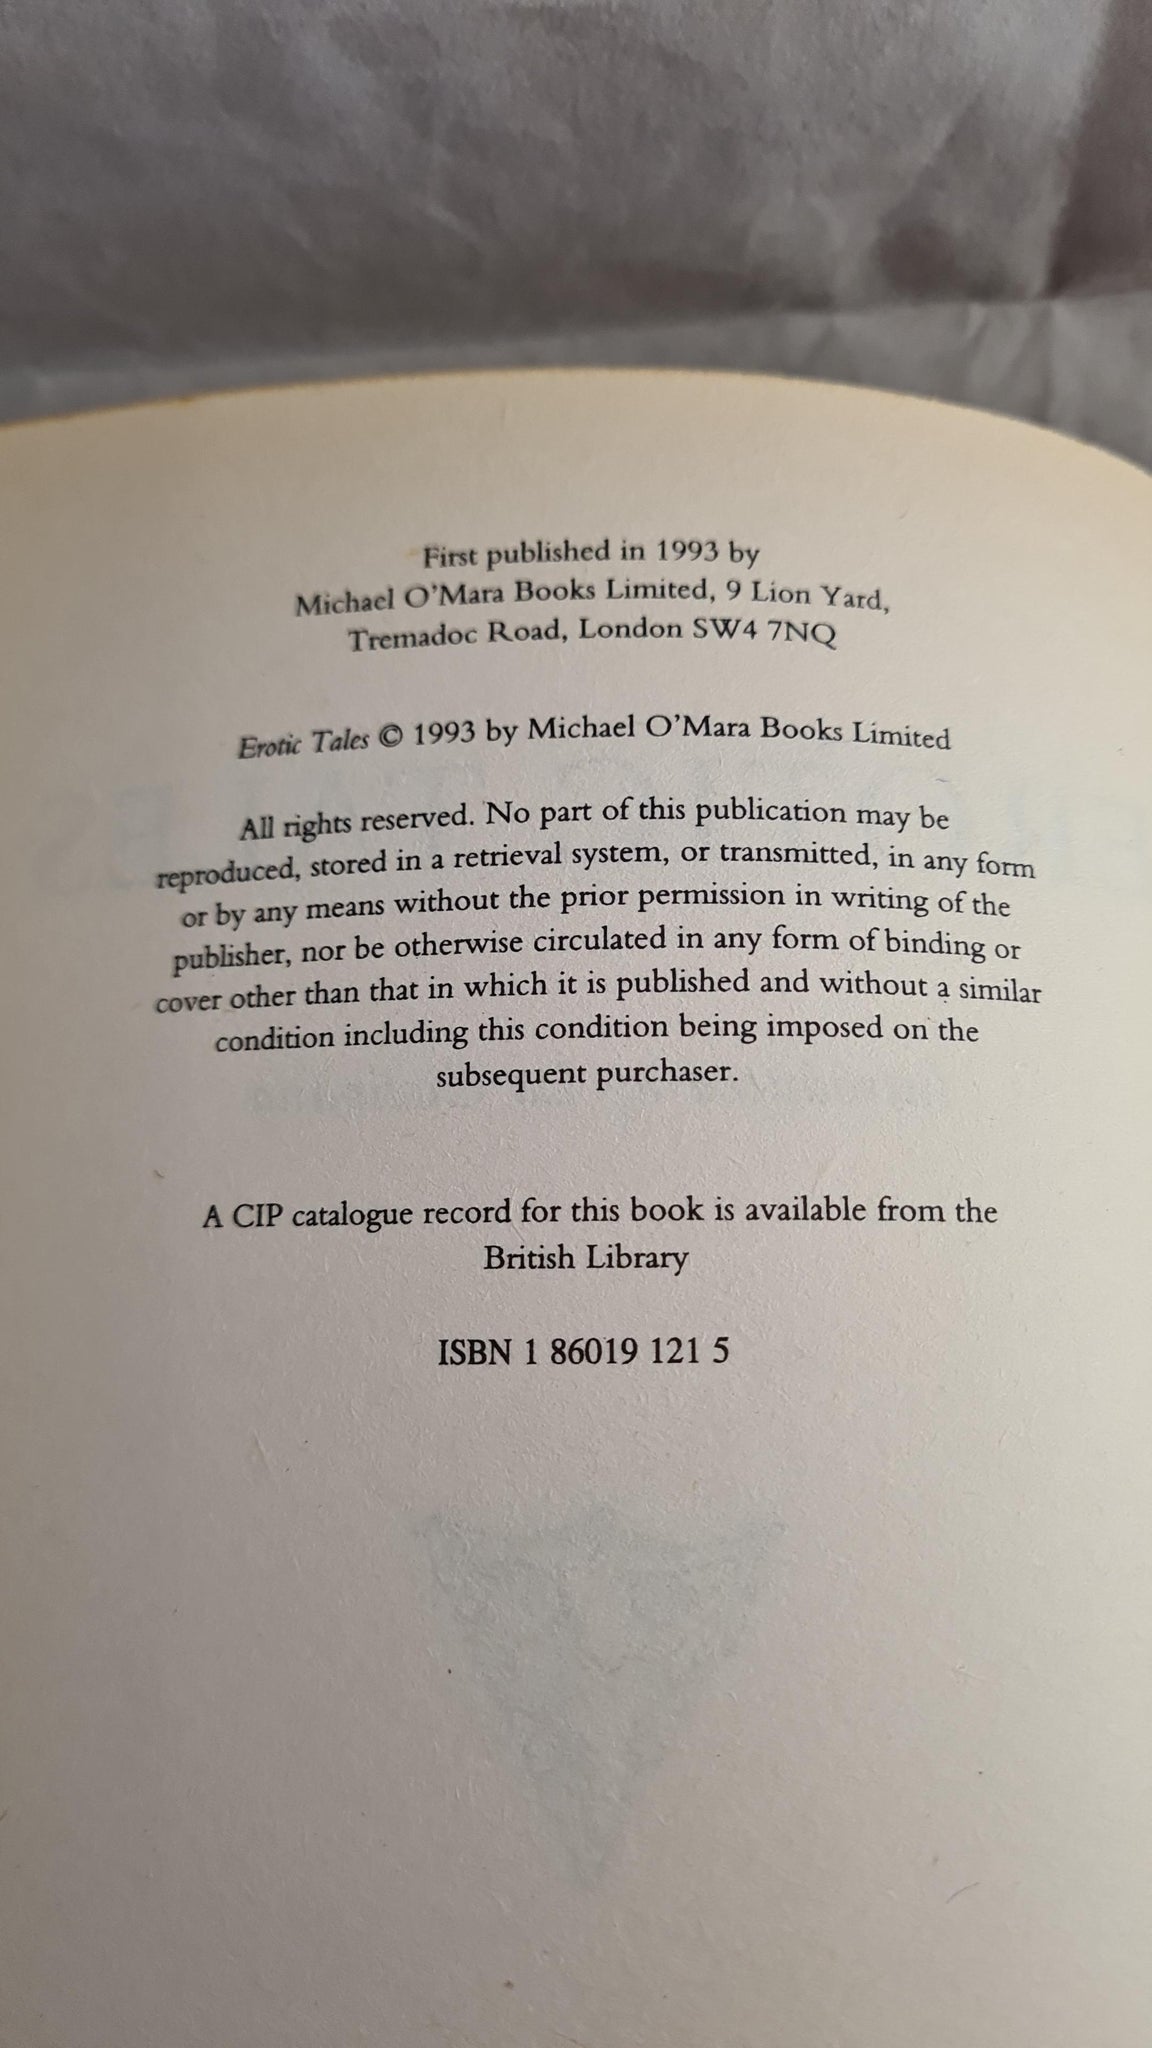 First published in 1993 by
Michael O'Mara Books Limited, 9 Lion Yard,
Tremadoc Road, London SW4 7NQ
Erotic Tales © 1993 by Michael O'Mara Books Limited
All rights reserved. No part of this publication may be
reproduced, stored in a retrieval system, or transmitted, in any form
or by any means without the prior permission in writing of the
publisher, nor be otherwise circulated in any form of binding or
cover other than that in which it is published and without a similar
condition including this condition being imposed on the
subsequent purchaser.
A CIP catalogue record for this book is available from the
British Library
ISBN 1 86019 121 5